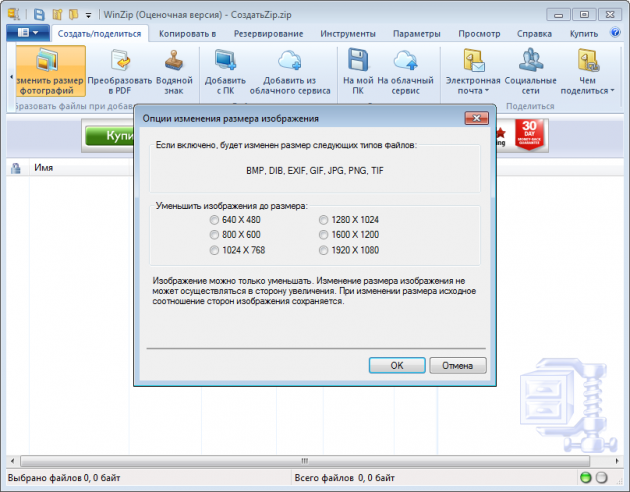 WinZip (Оценочная версия) - СоздатьZip.zip
Создать/поделиться Копировать в Резервирование Инструменты Параметры Просмотр Справка Купить
зменить размер фотографий
Преобразовать в PDF
Водяной знак
Добавить с ПК
Добавить из облачного сервиса
На мой ПК
На облачный сервис
Электронная почта
Социальные сети
Чем поделиться
бразовать файлы при добав
Поделиться
Купи
30
DAY
Имя
Опции изменения размера изображения
Если включено, будет изменен размер следующих типов файлов:
BMP, DIB, EXIF, GIF, JPG, PNG, TIF
Уменьшить изображения до размера:
640 X 480 1280 X 1024
800 X 600 1600 X 1200
1024 X 768 1920 X 1080
Изображение можно только уменьшать. Изменение размера изображения не
может осуществляться в сторону увеличения. При изменении размера исходное
соотношение сторон изображения сохраняется.
OK Отмена
Выбрано файлов 0, 0 байт Всего файлов 0, 0 байт